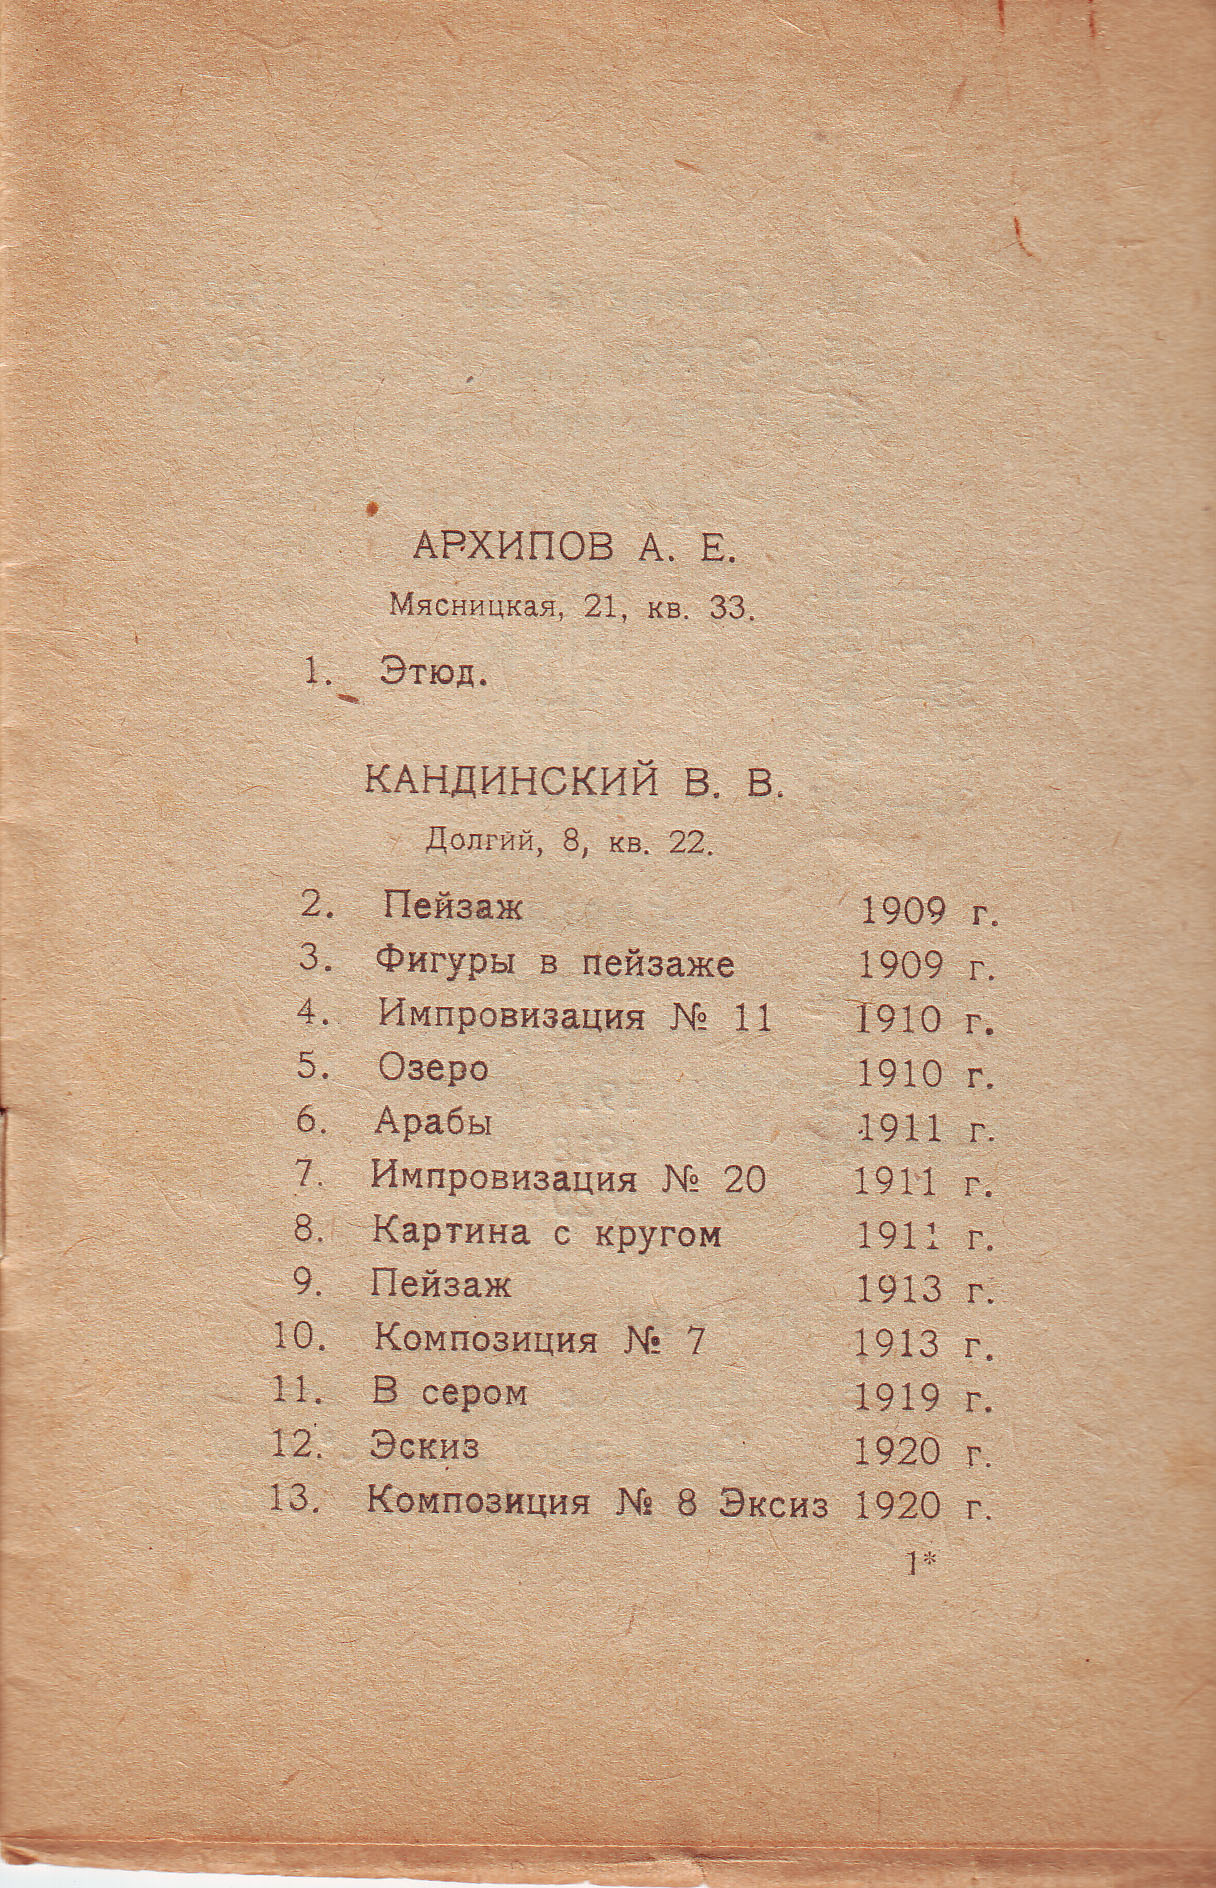 АРХИПОВ А. Е.
Мясницкая, 21, кв. 33.
1. Этюд.
КАНДИНСКИЙ В. В.
Долгий, 8, кв. 22.
2. Пейзаж 1909 г.
3. Фигуры в пейзаже 1909 г.
4. Импровизация № 11 1910 г.
5. Озеро 1910 г.
6. Арабы 1911 г.
7. Импровизация № 20 1911 г.
8. Картина с кругом 1911 г.
9. Пейзаж 1913 г.
10. Композиция № 7 1913 г.
11. В сером 1919 г.
12. Эскиз 1920 г.
13. Композиция № 8 Эксиз 1920 г.
1*